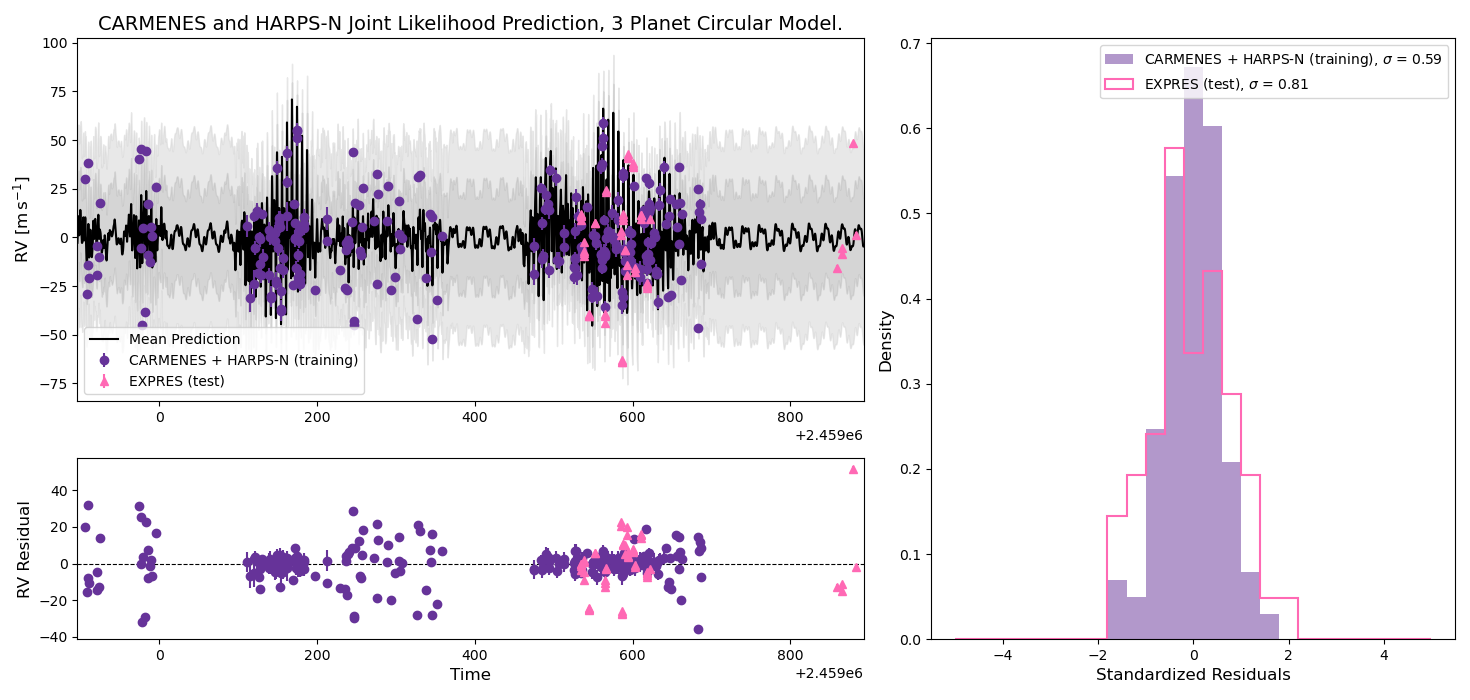 CARMENES and HARPS-N Joint Likelihood Prediction, 3 Planet Circular Model.
RV [m s⁻¹]
100
75
50
25
0
−25
−50
−75
Mean Prediction
CARMENES + HARPS-N (training)
EXPRES (test)
0 200 400 600 800
+2.459e6
RV Residual
40
20
0
−20
−40
0 200 400 600 800
Time
+2.459e6
Density
0.7
0.6
0.5
0.4
0.3
0.2
0.1
0.0
CARMENES + HARPS-N (training), σ = 0.59
EXPRES (test), σ = 0.81
−4 −2 0 2 4
Standardized Residuals